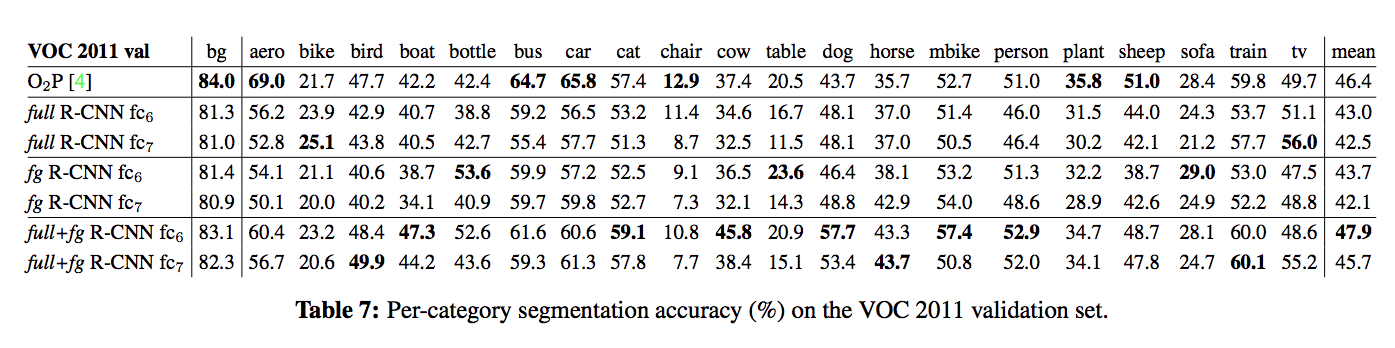 VOC 2011 val bg aero bike bird boat bottle bus car cat chair cow table dog horse mbike person plant sheep sofa train tv mean
O2P [4] 84.0 69.0 21.7 47.7 42.2 42.4 64.7 65.8 57.4 12.9 37.4 20.5 43.7 35.7 52.7 51.0 35.8 51.0 28.4 59.8 49.7 46.4
full R-CNN fc6 81.3 56.2 23.9 42.9 40.7 38.8 59.2 56.5 53.2 11.4 34.6 16.7 48.1 37.0 51.4 46.0 31.5 44.0 24.3 53.7 51.1 43.0
full R-CNN fc7 81.0 52.8 25.1 43.8 40.5 42.7 55.4 57.7 51.3 8.7 32.5 11.5 48.1 37.0 50.5 46.4 30.2 42.1 21.2 57.7 56.0 42.5
fg R-CNN fc6 81.4 54.1 21.1 40.6 38.7 53.6 59.9 57.2 52.5 9.1 36.5 23.6 46.4 38.1 53.2 51.3 32.2 38.7 29.0 53.0 47.5 43.7
fg R-CNN fc7 80.9 50.1 20.0 40.2 34.1 40.9 59.7 59.8 52.7 7.3 32.1 14.3 48.8 42.9 54.0 48.6 28.9 42.6 24.9 52.2 48.8 42.1
full+fg R-CNN fc6 83.1 60.4 23.2 48.4 47.3 52.6 61.6 60.6 59.1 10.8 45.8 20.9 57.7 43.3 57.4 52.9 34.7 48.7 28.1 60.0 48.6 47.9
full+fg R-CNN fc7 82.3 56.7 20.6 49.9 44.2 43.6 59.3 61.3 57.8 7.7 38.4 15.1 53.4 43.7 50.8 52.0 34.1 47.8 24.7 60.1 55.2 45.7
Table 7: Per-category segmentation accuracy (%) on the VOC 2011 validation set.